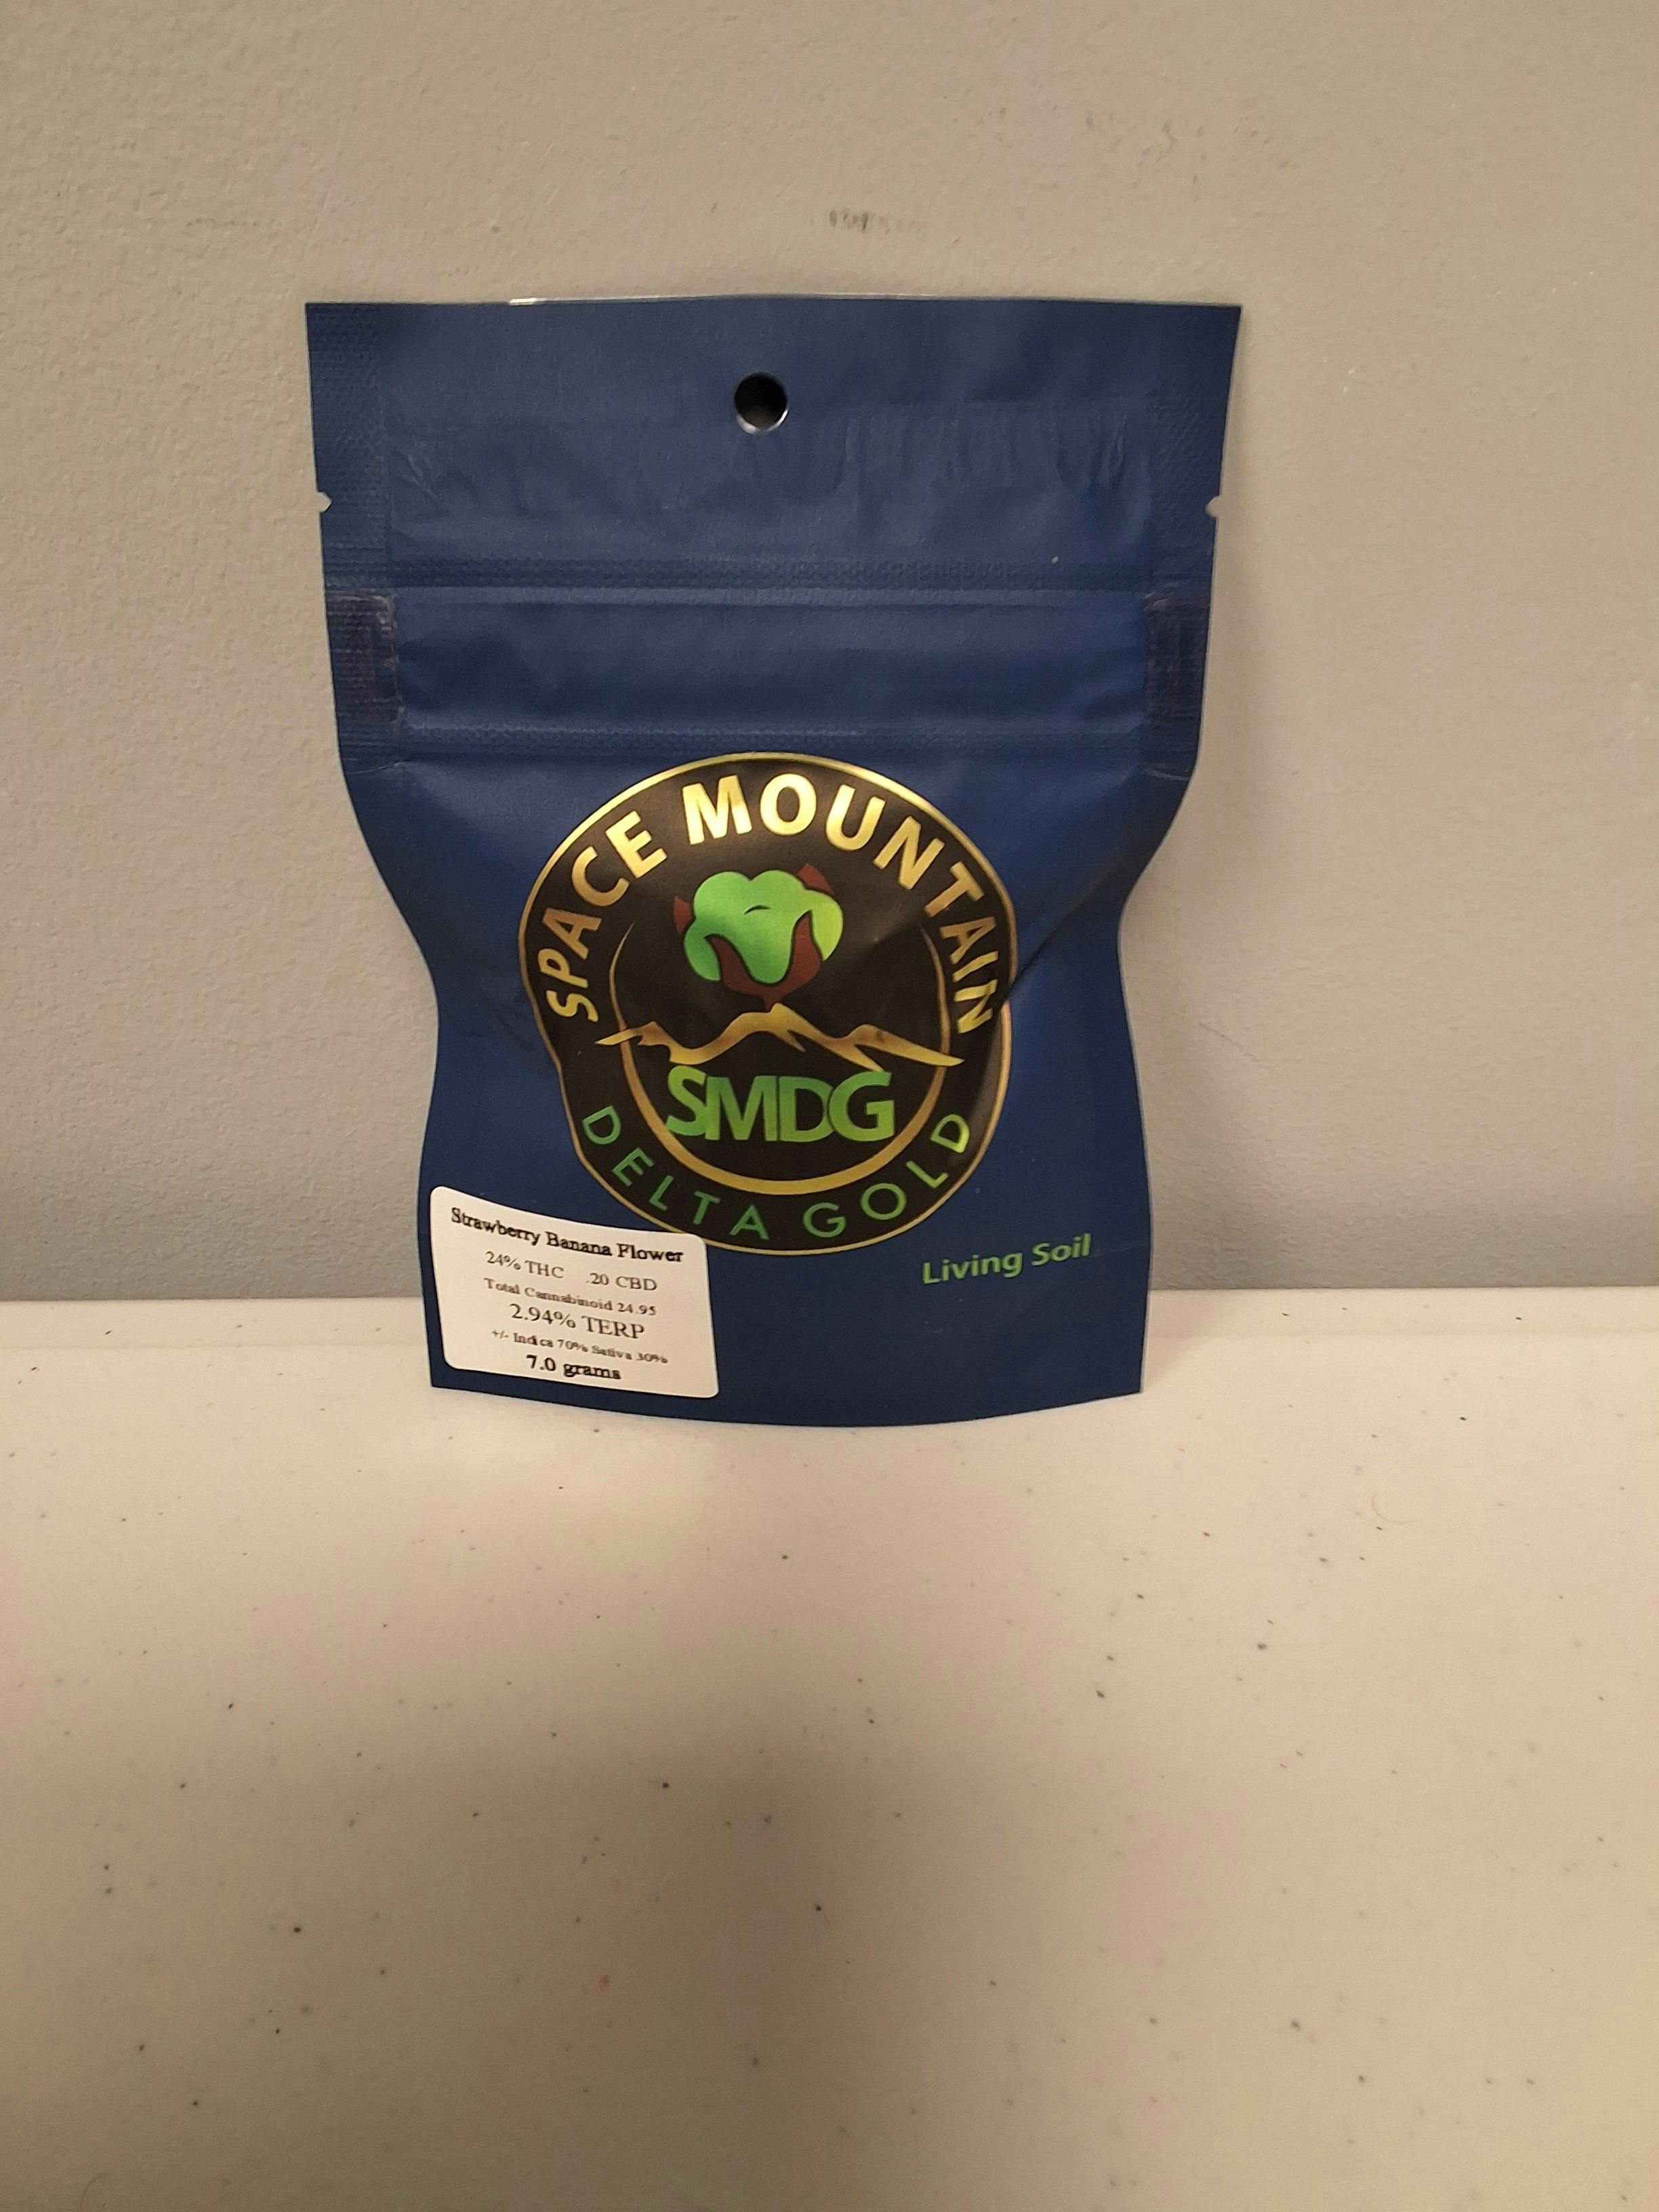 SPACE MOUNTAIN
SMDG
DELTA GOLD
Living Soil
Strawberry Banana Flower
24% THC .20 CBD
Total Cannabinoid 24.95
2.94% TERP
+/- Indica 70% Sativa 30%
7.0 grams